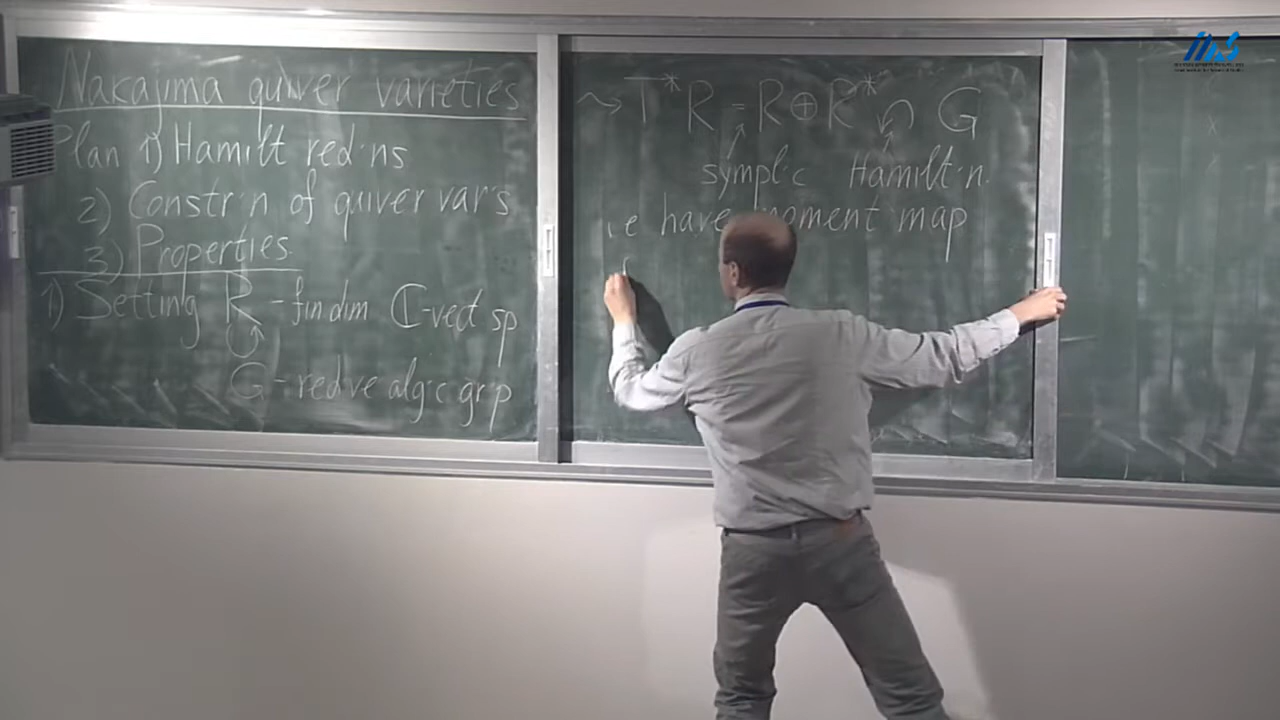 Nakajima quiver varieties
Plan 1) Hamilt red'ns
2) Constr'n of quiver var's
3) Properties
1) Setting R - fin dim ℂ-vect sp
G - red've alg'c gr'p
⇝ T*R = R ⊕ R* G
sympl'c Hamilt'n
i.e have moment map